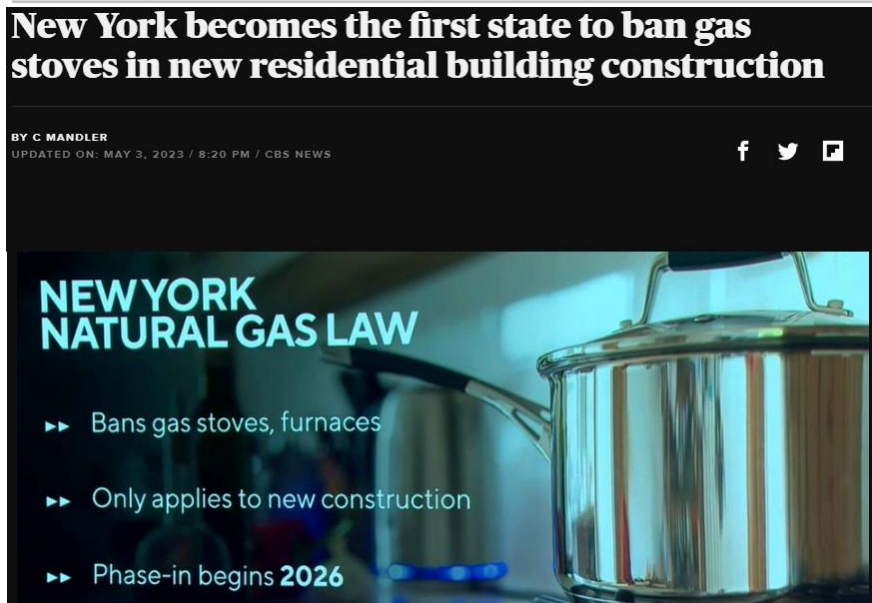 New York becomes the first state to ban gas
stoves in new residential building construction
BY C MANDLER
UPDATED ON: MAY 3, 2023 / 8:20 PM / CBS NEWS
NEW YORK
NATURAL GAS LAW
Bans gas stoves, furnaces
Only applies to new construction
Phase-in begins 2026